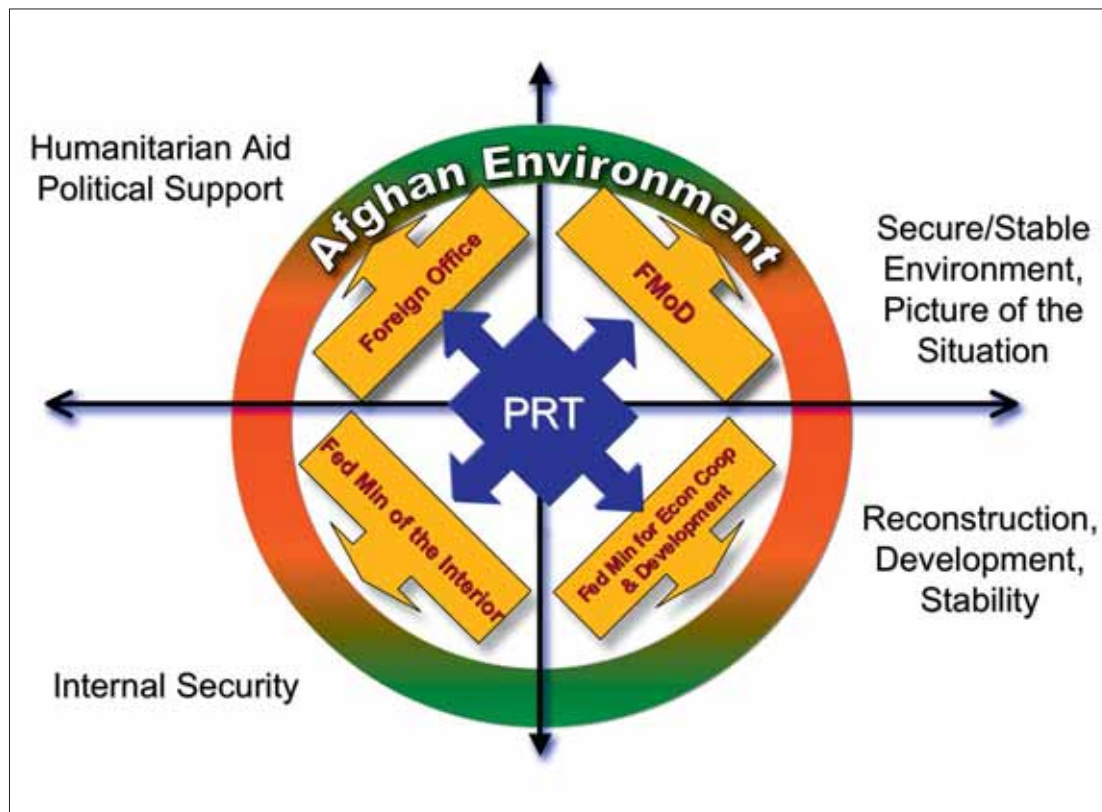 Humanitarian Aid
Political Support
Afghan Environment
Secure/Stable
Environment,
Picture of the
Situation
Foreign Office
FMoD
PRT
Fed Min of the Interior
Fed Min for Econ Coop
& Development
Reconstruction,
Development,
Stability
Internal Security